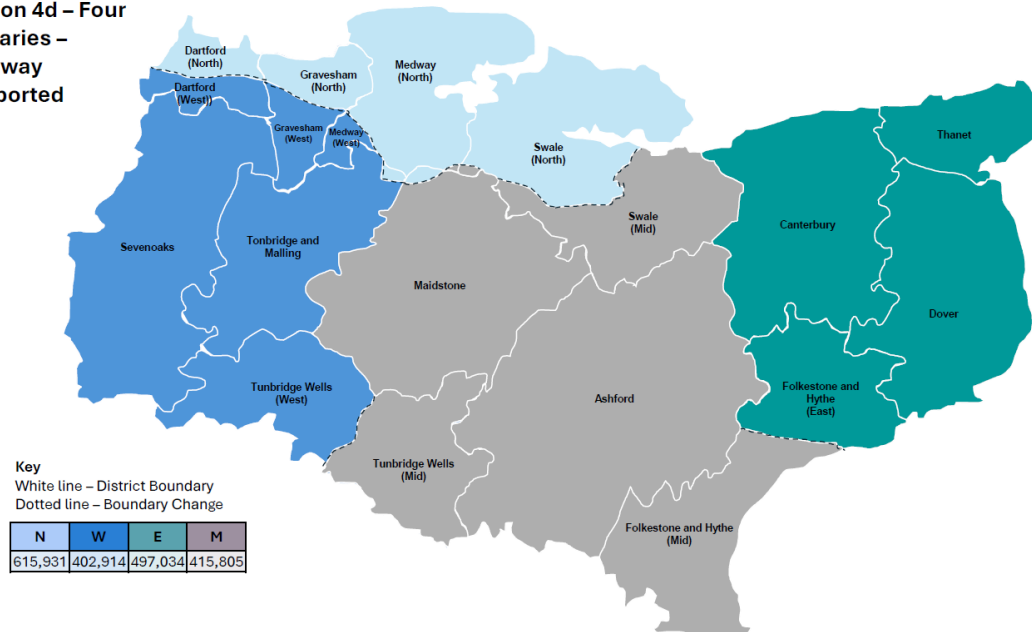 on 4d – Four
aries –
way
ported
Dartford
(North)
Gravesham
(North)
Medway
(North)
Dartford
(West))
Gravesham
(West)
Medway
(West)
Swale
(North)
Thanet
Swale
(Mid)
Canterbury
Sevenoaks
Tonbridge and
Malling
Maidstone
Dover
Tunbridge Wells
(West)
Ashford
Folkestone and
Hythe
(East)
Tunbridge Wells
(Mid)
Folkestone and Hythe
(Mid)
Key
White line – District Boundary
Dotted line – Boundary Change
N W E M
615,931 402,914 497,034 415,805